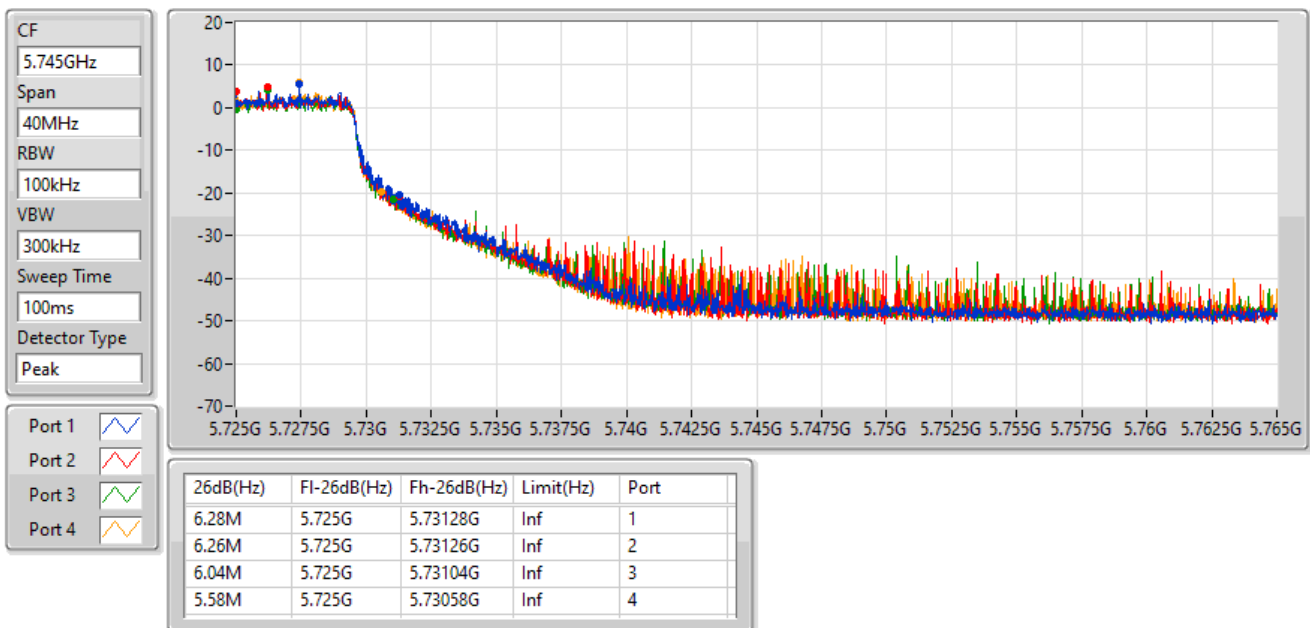 CF
5.745GHz
Span
40MHz
RBW
100kHz
VBW
300kHz
Sweep Time
100ms
Detector Type
Peak
Port 1
Port 2
Port 3
Port 4
20
10
0
-10
-20
-30
-40
-50
-60
-70
5.725G 5.7275G 5.73G 5.7325G 5.735G 5.7375G 5.74G 5.7425G 5.745G 5.7475G 5.75G 5.7525G 5.755G 5.7575G 5.76G 5.7625G 5.765G
26dB(Hz) Fl-26dB(Hz) Fh-26dB(Hz) Limit(Hz) Port
6.28M 5.725G 5.73128G Inf 1
6.26M 5.725G 5.73126G Inf 2
6.04M 5.725G 5.73104G Inf 3
5.58M 5.725G 5.73058G Inf 4